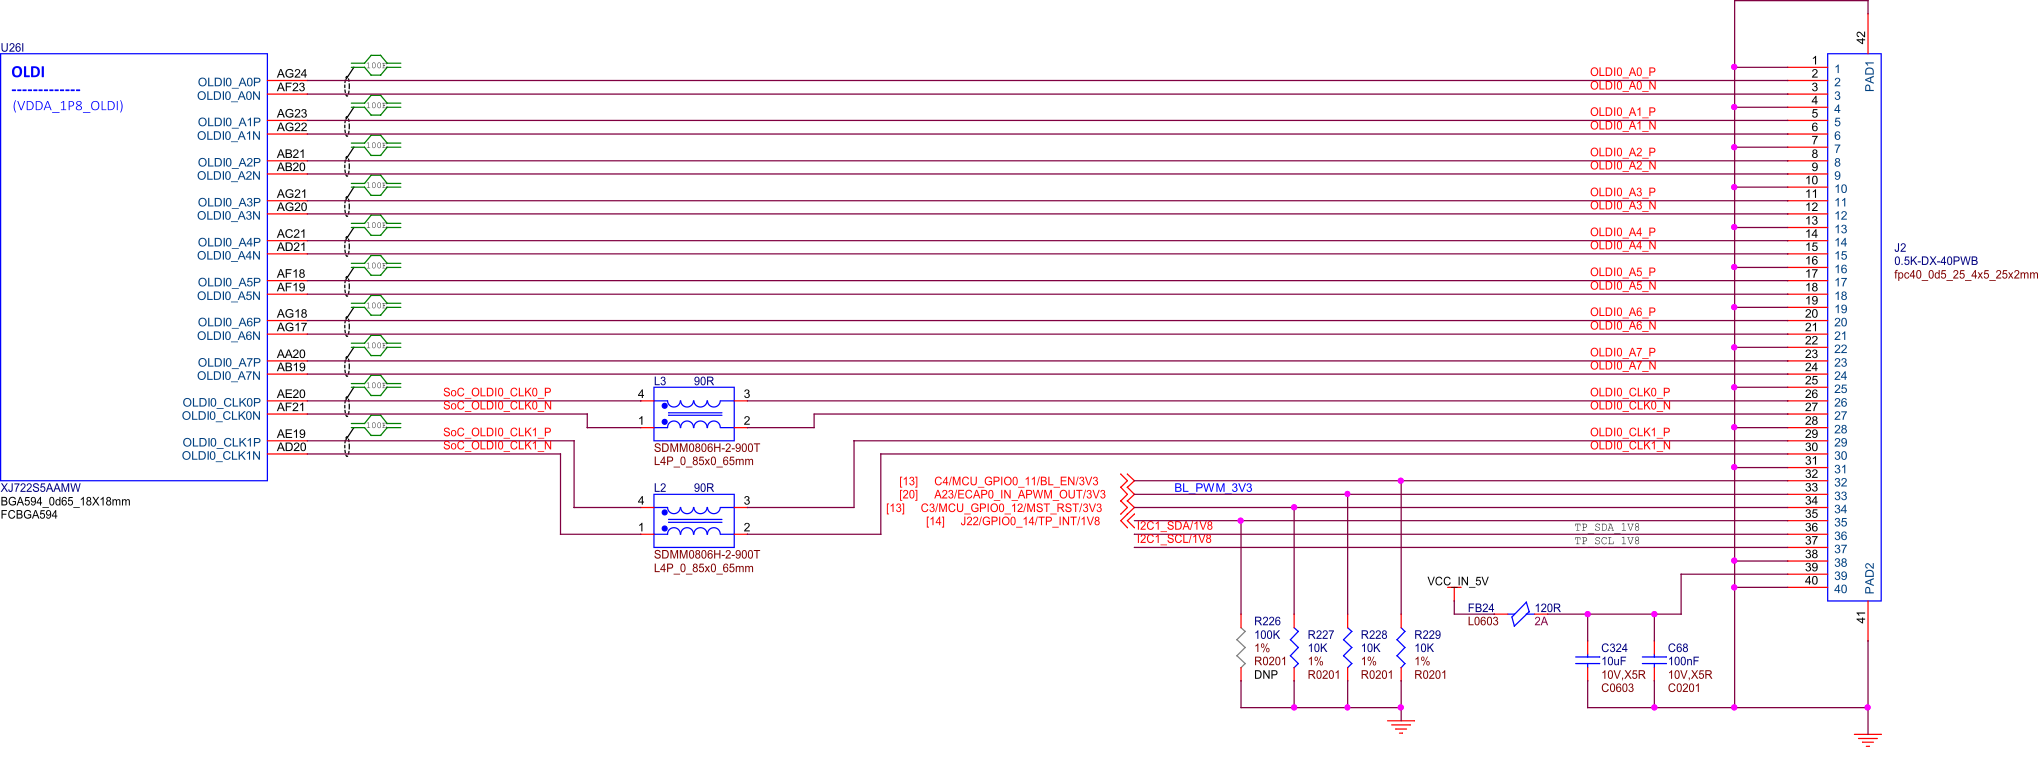 U26I
OLDI
-------------
(VDDA_1P8_OLDI)
OLDI0_A0P AG24
OLDI0_A0N AF23
OLDI0_A1P AG23
OLDI0_A1N AG22
OLDI0_A2P AB21
OLDI0_A2N AB20
OLDI0_A3P AG21
OLDI0_A3N AG20
OLDI0_A4P AC21
OLDI0_A4N AD21
OLDI0_A5P AF18
OLDI0_A5N AF19
OLDI0_A6P AG18
OLDI0_A6N AG17
OLDI0_A7P AA20
OLDI0_A7N AB19
OLDI0_CLK0P AE20
OLDI0_CLK0N AF21
OLDI0_CLK1P AE19
OLDI0_CLK1N AD20
XJ722S5AAMW
BGA594_0d65_18X18mm
FCBGA594
SoC_OLDI0_CLK0_P
SoC_OLDI0_CLK0_N
SoC_OLDI0_CLK1_P
SoC_OLDI0_CLK1_N
L3 90R
4 3
1 2
SDMM0806H-2-900T
L4P_0_85x0_65mm
L2 90R
4 3
1 2
SDMM0806H-2-900T
L4P_0_85x0_65mm
OLDI0_A0_P
OLDI0_A0_N
OLDI0_A1_P
OLDI0_A1_N
OLDI0_A2_P
OLDI0_A2_N
OLDI0_A3_P
OLDI0_A3_N
OLDI0_A4_P
OLDI0_A4_N
OLDI0_A5_P
OLDI0_A5_N
OLDI0_A6_P
OLDI0_A6_N
OLDI0_A7_P
OLDI0_A7_N
OLDI0_CLK0_P
OLDI0_CLK0_N
OLDI0_CLK1_P
OLDI0_CLK1_N
[13] C4/MCU_GPIO0_11/BL_EN/3V3
[20] A23/ECAP0_IN_APWM_OUT/3V3
[13] C3/MCU_GPIO0_12/MST_RST/3V3
[14] J22/GPIO0_14/TP_INT/1V8
BL_PWM_3V3
I2C1_SDA/1V8
I2C1_SCL/1V8
TP_SDA_1V8
TP_SCL_1V8
R226
100K
1%
R0201
DNP
R227
10K
1%
R0201
R228
10K
1%
R0201
R229
10K
1%
R0201
VCC_IN_5V
FB24 120R
L0603 2A
C324
10uF
10V,X5R
C0603
C68
100nF
10V,X5R
C0201
42
PAD1
1 1
2 2
3 3
4 4
5 5
6 6
7 7
8 8
9 9
10 10
11 11
12 12
13 13
14 14
15 15
16 16
17 17
18 18
19 19
20 20
21 21
22 22
23 23
24 24
25 25
26 26
27 27
28 28
29 29
30 30
31 31
32 32
33 33
34 34
35 35
36 36
37 37
38 38
39 39
40 40
PAD2
41
J2
0.5K-DX-40PWB
fpc40_0d5_25_4x5_25x2mm